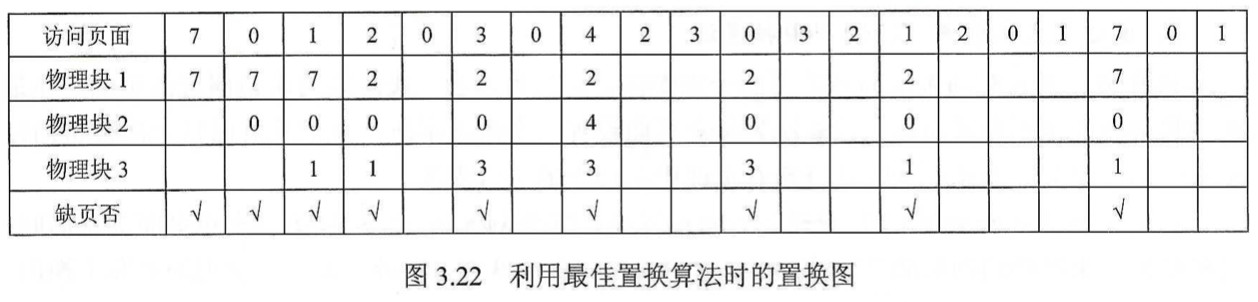 访问页面 7 0 1 2 0 3 0 4 2 3 0 3 2 1 2 0 1 7 0 1
物理块 1 7 7 7 2 2 2 2 2 7
物理块 2 0 0 0 0 4 0 0 0
物理块 3 1 1 3 3 3 1 1
缺页否 √ √ √ √ √ √ √ √ √
图 3.22 利用最佳置换算法时的置换图